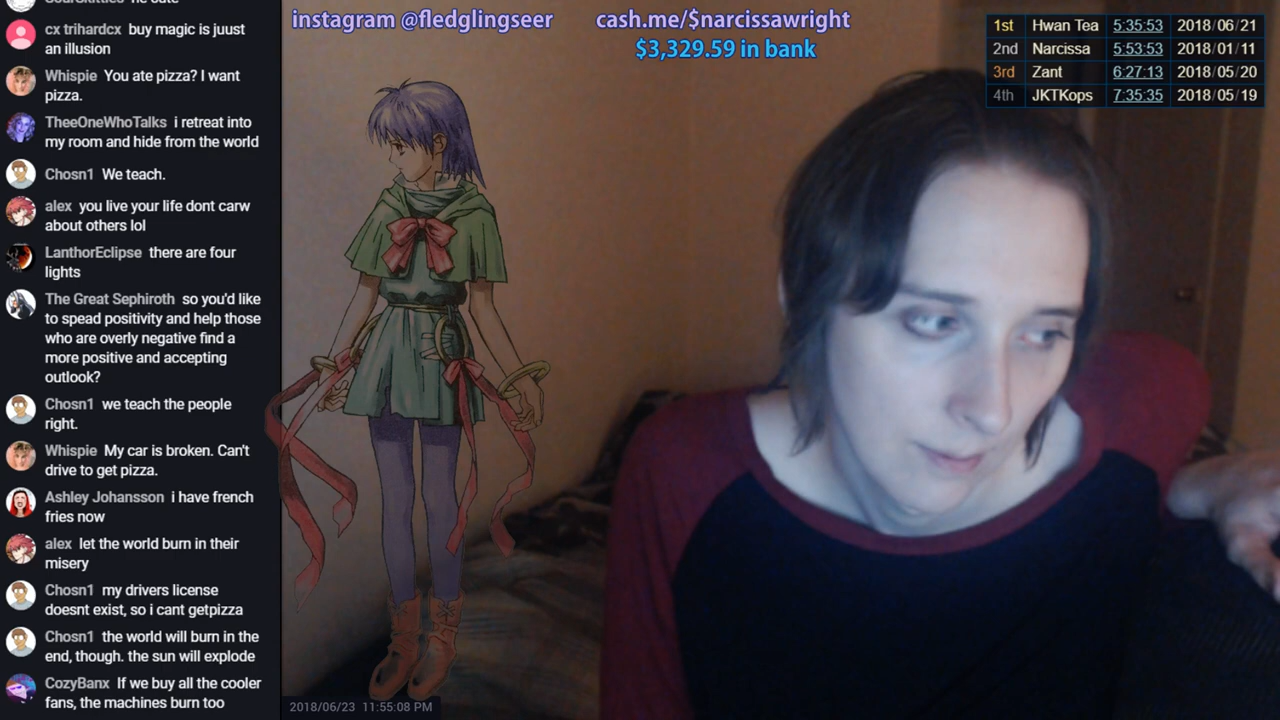 SourSkittles he cute
cx trihardcx buy magic is juust
an illusion
Whispie You ate pizza? I want
pizza.
TheeOneWhoTalks i retreat into
my room and hide from the world
Chosn1 We teach.
alex you live your life dont carw
about others lol
LanthorEclipse there are four
lights
The Great Sephiroth so you'd like
to spead positivity and help those
who are overly negative find a
more positive and accepting
outlook?
Chosn1 we teach the people
right.
Whispie My car is broken. Can't
drive to get pizza.
Ashley Johansson i have french
fries now
alex let the world burn in their
misery
Chosn1 my drivers license
doesnt exist, so i cant getpizza
Chosn1 the world will burn in the
end, though. the sun will explode
CozyBanx If we buy all the cooler
fans, the machines burn too
instagram @fledglingseer
cash.me/$narcissawright
$3,329.59 in bank
1st Hwan Tea 5:35:53 2018/06/21
2nd Narcissa 5:53:53 2018/01/11
3rd Zant 6:27:13 2018/05/20
4th JKTKops 7:35:35 2018/05/19
2018/06/23 11:55:08 PM